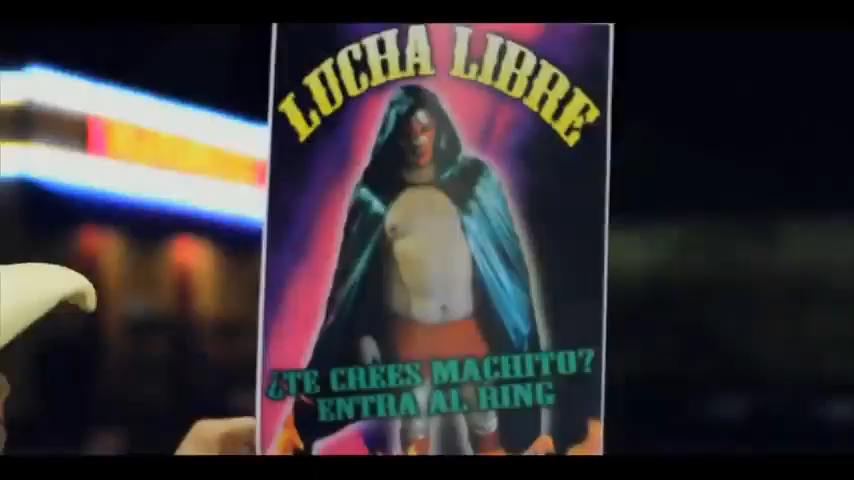 LUCHA LIBRE
¿TE CREES MACHITO?
ENTRA AL RING